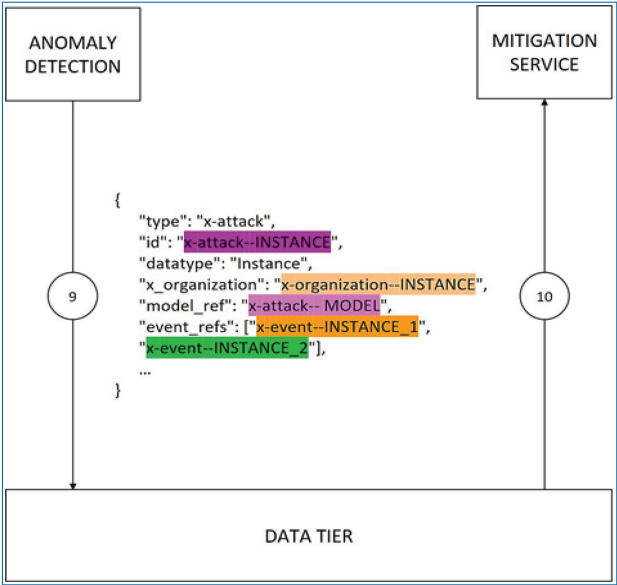 ANOMALY
DETECTION
MITIGATION
SERVICE
{
"type": "x-attack",
"id": "x-attack--INSTANCE",
"datatype": "Instance",
"x_organization": "x-organization--INSTANCE",
"model_ref": "x-attack-- MODEL",
"event_refs": ["x-event--INSTANCE_1",
"x-event--INSTANCE_2"],
...
}
9
10
DATA TIER